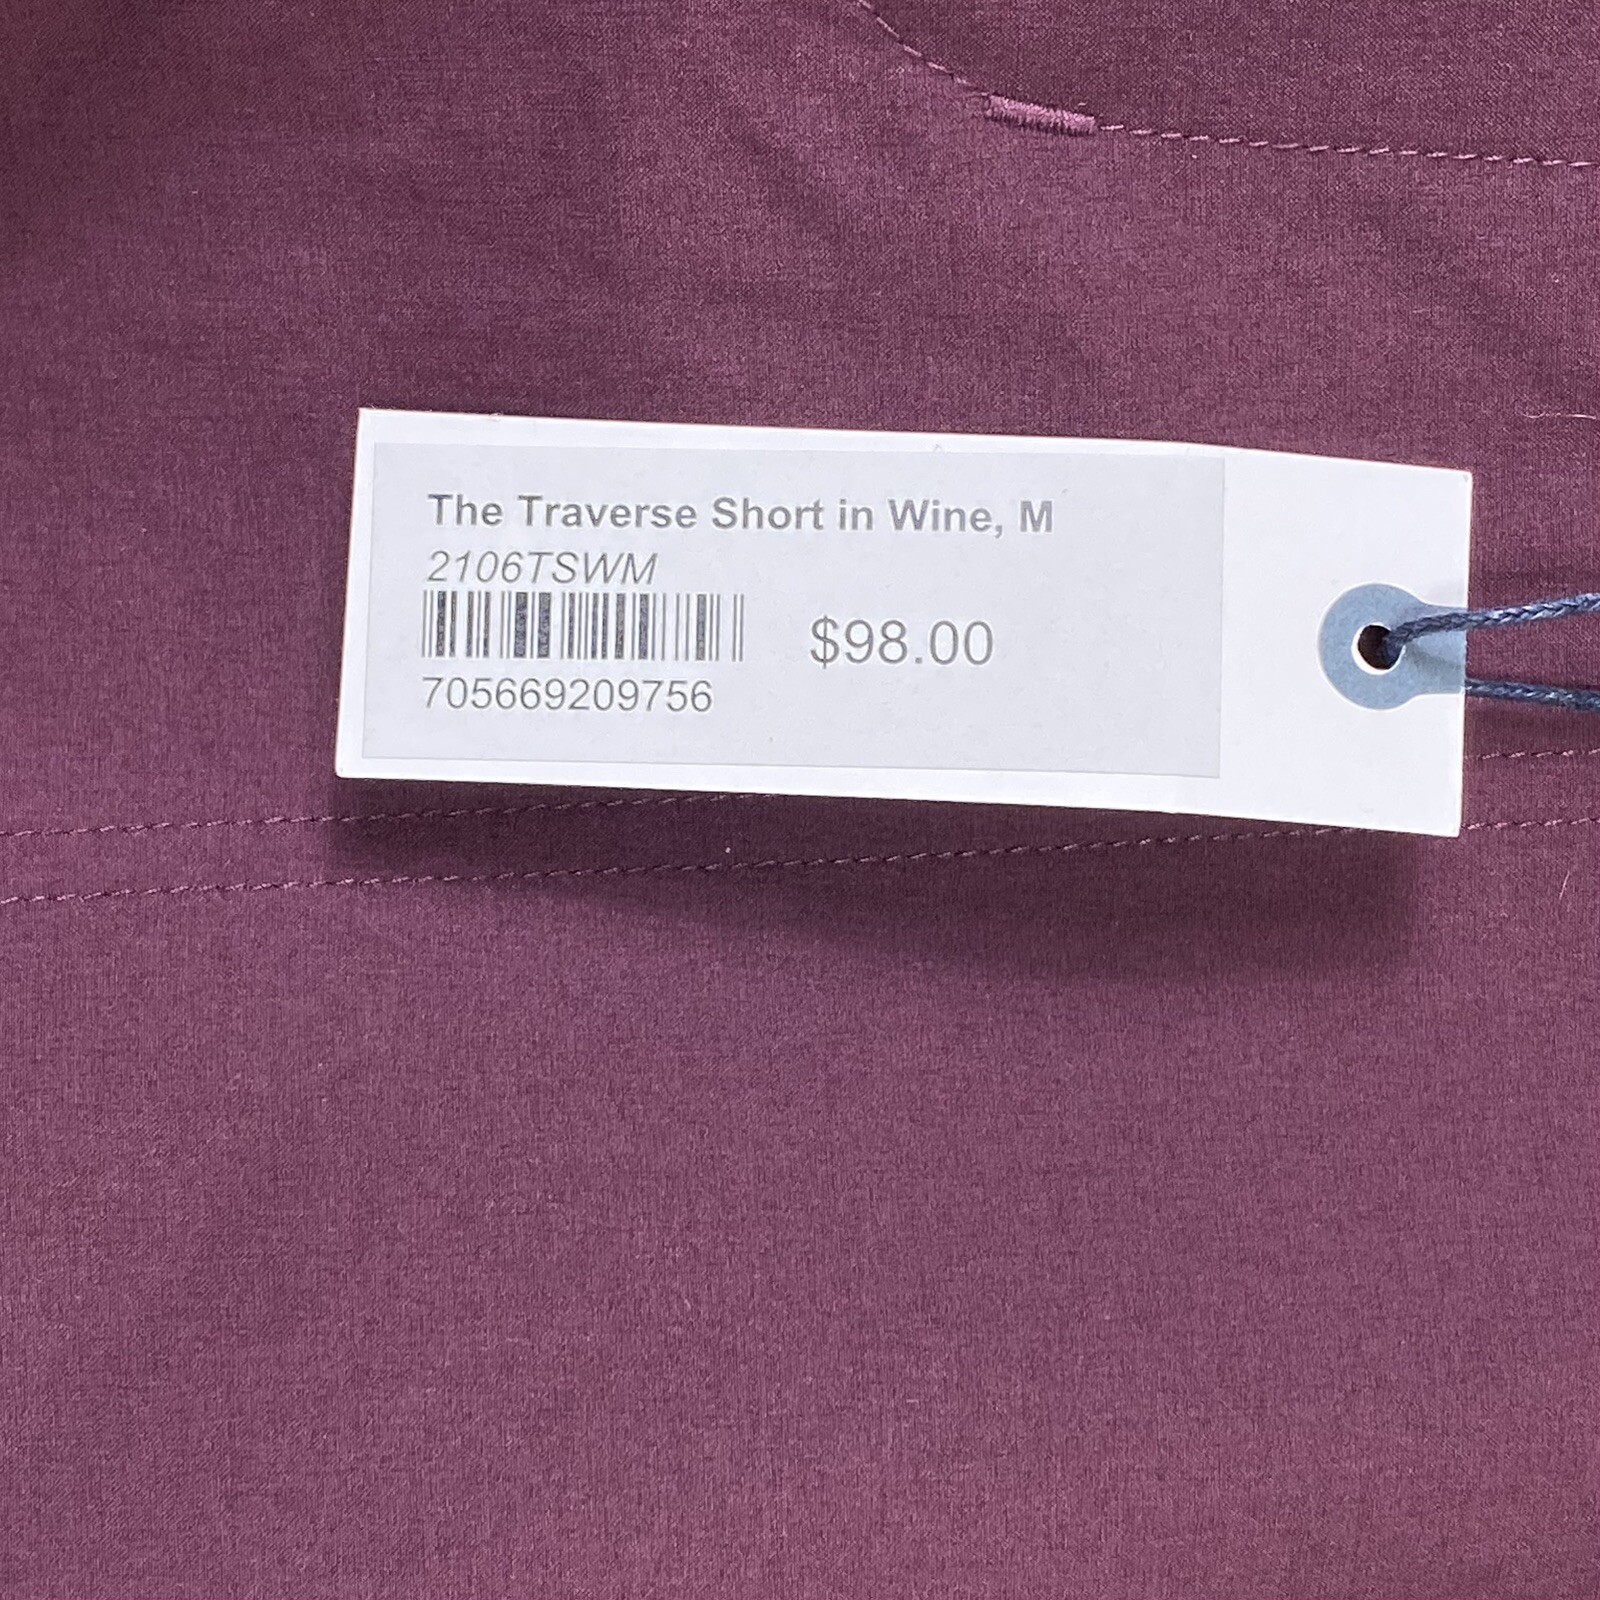 The Traverse Short in Wine, M
2106TSWM
$98.00
705669209756